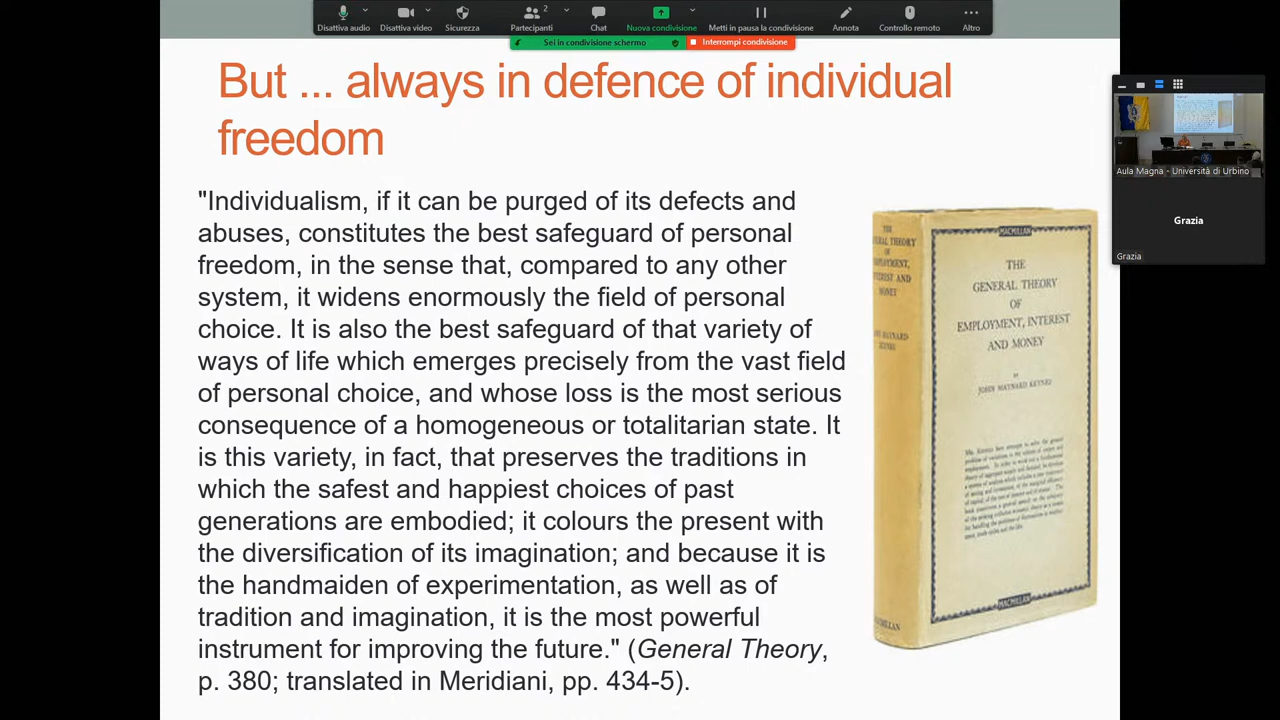 Disattiva audio
Disattiva video
Sicurezza
Partecipanti
2
Chat
Nuova condivisione
Metti in pausa la condivisione
Annota
Controllo remoto
Altro
Sei in condivisione schermo
Interrompi condivisione
But ... always in defence of individual
freedom
"Individualism, if it can be purged of its defects and
abuses, constitutes the best safeguard of personal
freedom, in the sense that, compared to any other
system, it widens enormously the field of personal
choice. It is also the best safeguard of that variety of
ways of life which emerges precisely from the vast field
of personal choice, and whose loss is the most serious
consequence of a homogeneous or totalitarian state. It
is this variety, in fact, that preserves the traditions in
which the safest and happiest choices of past
generations are embodied; it colours the present with
the diversification of its imagination; and because it is
the handmaiden of experimentation, as well as of
tradition and imagination, it is the most powerful
instrument for improving the future." (General Theory,
p. 380; translated in Meridiani, pp. 434-5).
MACMILLAN
THE
GENERAL THEORY
OF
EMPLOYMENT, INTEREST
AND MONEY
BY
JOHN MAYNARD KEYNES
MACMILLAN
Aula Magna - Università di Urbino
Grazia
Grazia